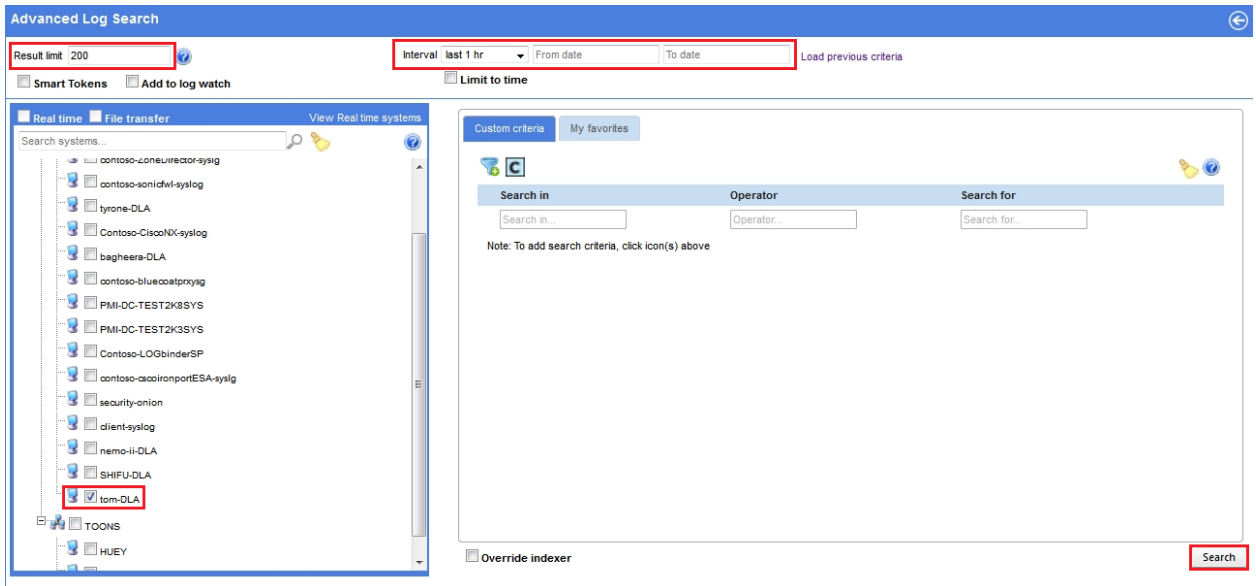 Advanced Log Search
Result limit 200
Interval last 1 hr From date To date Load previous criteria
Smart Tokens Add to log watch
Limit to time
Real time File transfer View Real time systems
Search systems...
contoso-ZoneDirector-syslg
contoso-sonicfwl-syslog
tyrone-DLA
Contoso-CiscoNX-syslog
bagheera-DLA
contoso-bluecoatprxysg
PMI-DC-TEST2K8SYS
PMI-DC-TEST2K3SYS
Contoso-LOGbinderSP
contoso-cscoironportESA-syslg
security-onion
client-syslog
nemo-ii-DLA
SHIFU-DLA
tom-DLA
TOONS
HUEY
Custom criteria My favorites
C
Search in Operator Search for
Search in... Operator... Search for...
Note: To add search criteria, click icon(s) above
Override indexer
Search